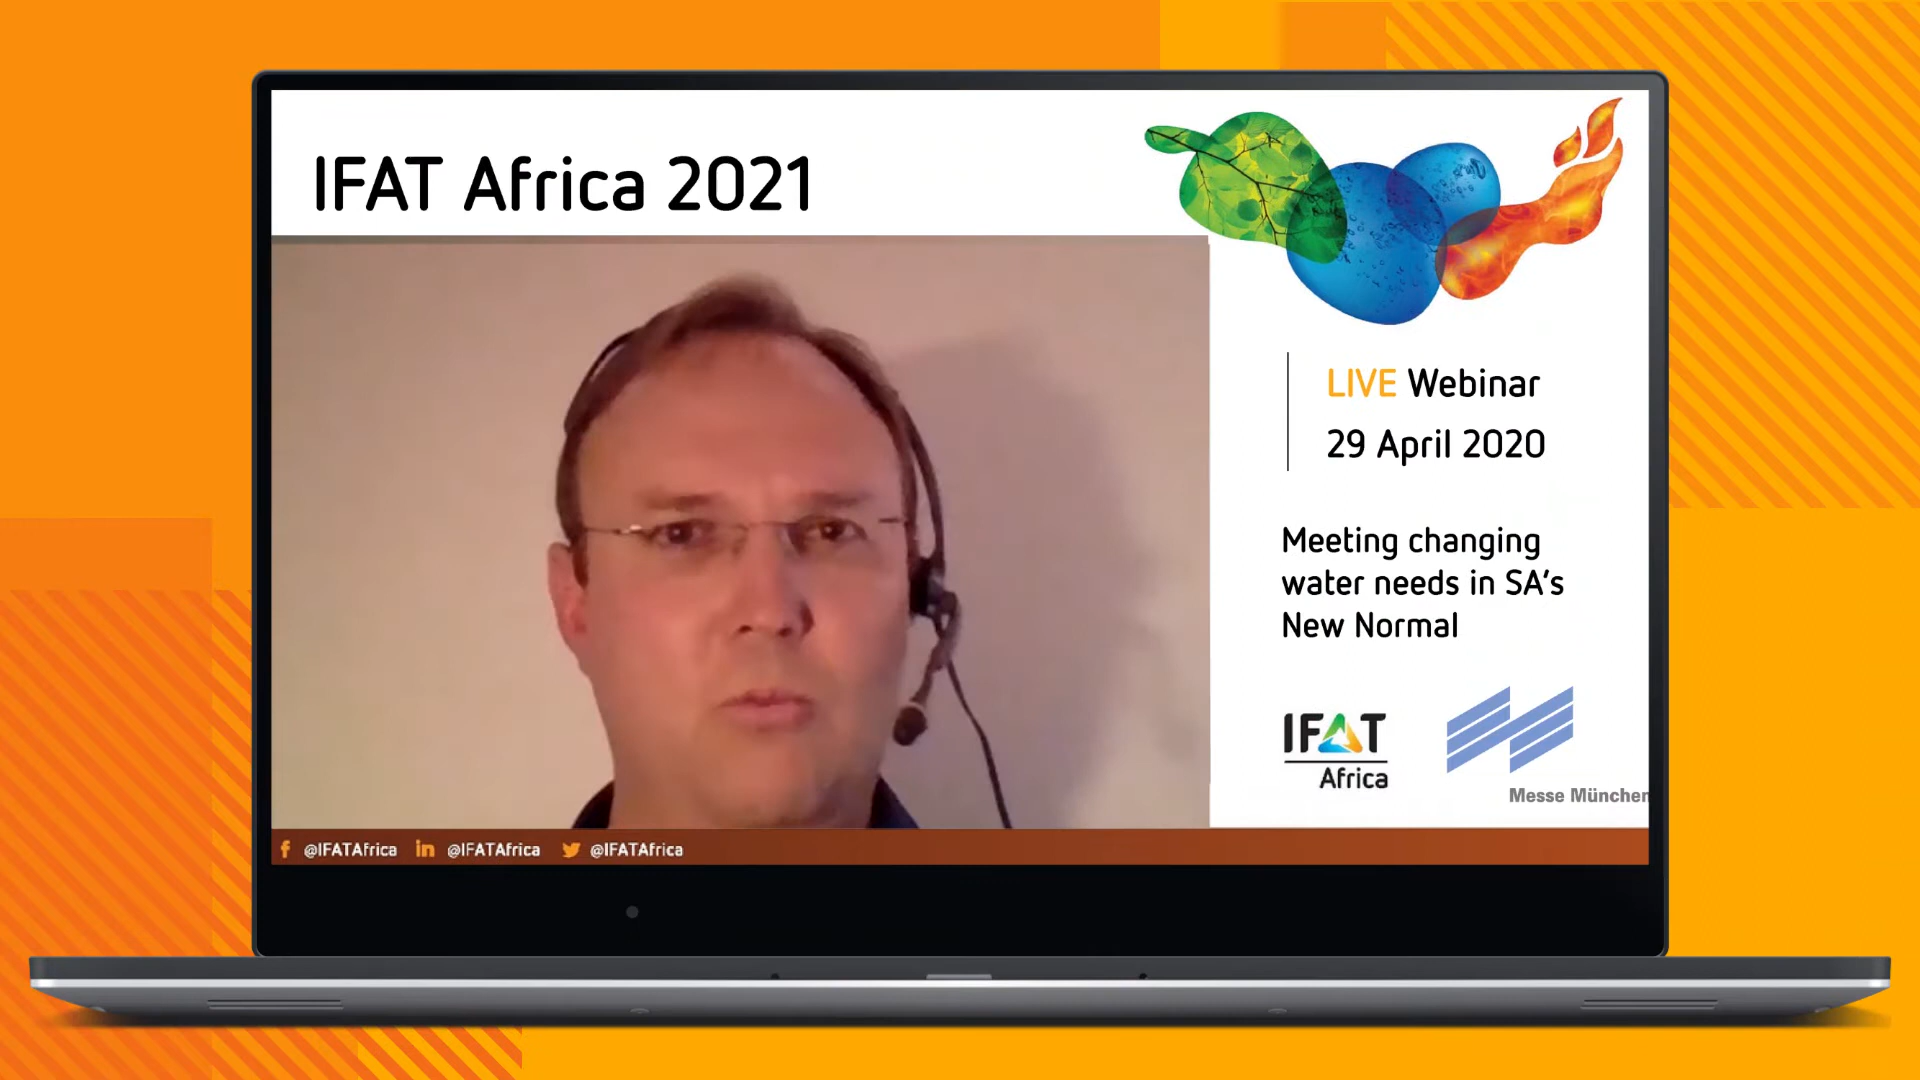 IFAT Africa 2021
LIVE Webinar
29 April 2020
Meeting changing
water needs in SA's
New Normal
IFAT
Africa
Messe München
@IFATAfrica
@IFATAfrica
@IFATAfrica